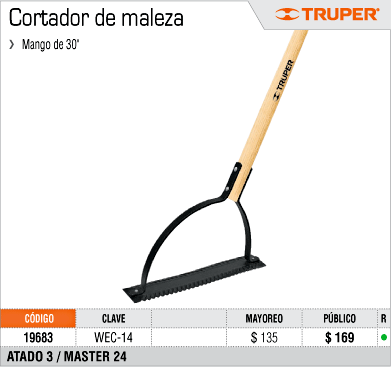 Cortador de maleza
TRUPER®
› Mango de 30"
TRUPER
CÓDIGO CLAVE MAYOREO PÚBLICO R
19683 WEC-14 $ 135 $ 169 ●
ATADO 3 / MASTER 24